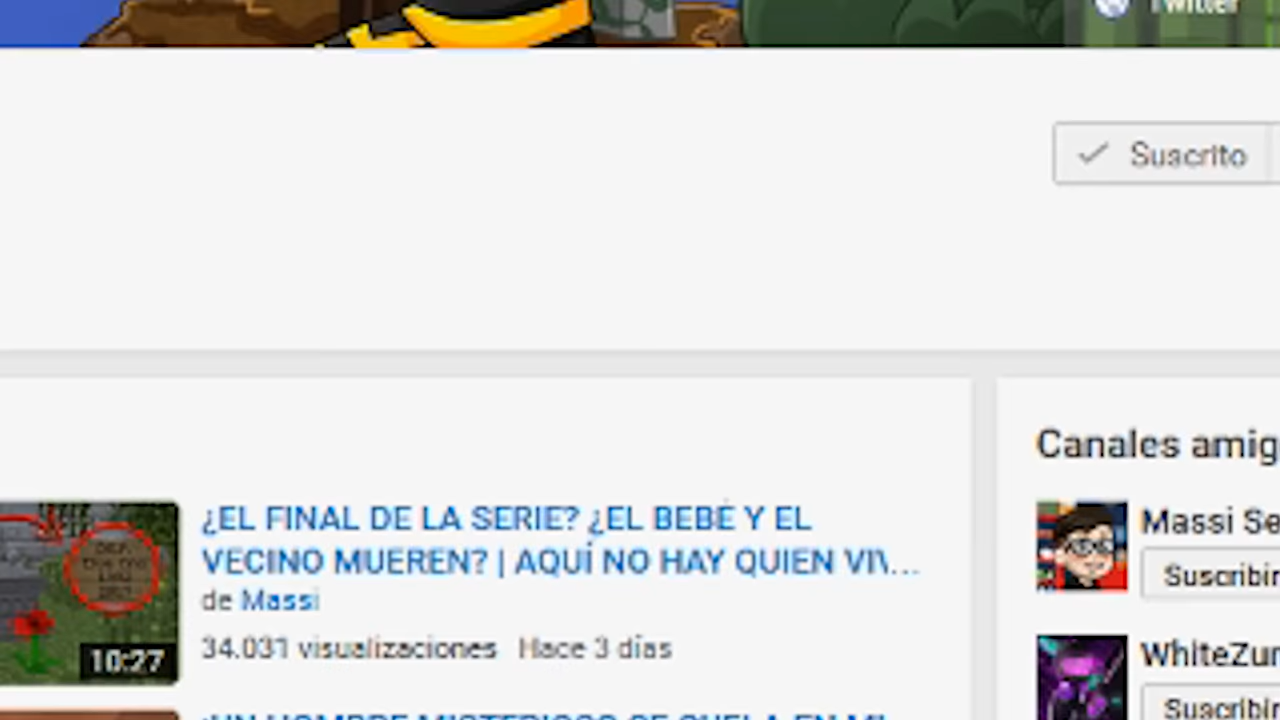 Twitter
Suscrito
Canales amig
¿EL FINAL DE LA SERIE? ¿EL BEBÉ Y EL
VECINO MUEREN? | AQUÍ NO HAY QUIEN VI...
de Massi
34.031 visualizaciones Hace 3 días
10:27
Massi Se
Suscribir
WhiteZun
Suscribir